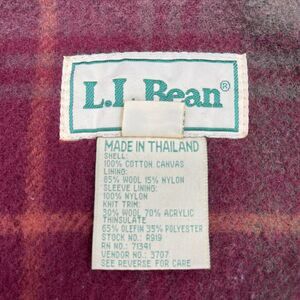 L.L.Bean®
MADE IN THAILAND
SHELL:
100% COTTON CANVAS
LINING:
85% WOOL 15% NYLON
SLEEVE LINING:
100% NYLON
KNIT TRIM:
30% WOOL 70% ACRYLIC
THINSULATE
65% OLEFIN 35% POLYESTER
STOCK NO.: R919
RN NO.: 71341
VENDOR NO.: 3707
SEE REVERSE FOR CARE